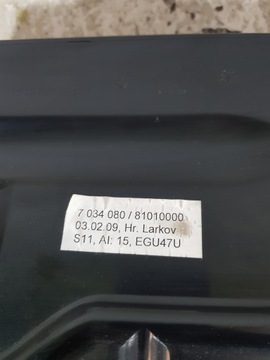 7 034 080 / 81010000
03.02.09, Hr. Larkov
S11, AI. 15, EGU47U